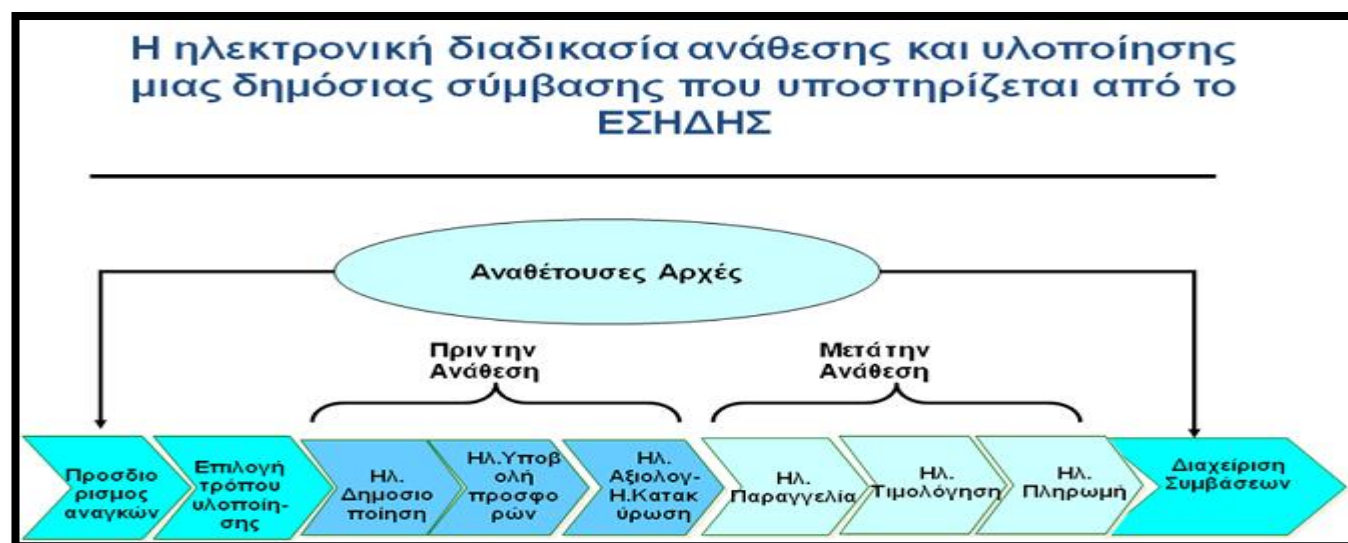 Η ηλεκτρονική διαδικασία ανάθεσης και υλοποίησης
μιας δημόσιας σύμβασης που υποστηρίζεται από το
ΕΣΗΔΗΣ
Αναθέτουσες Αρχές
Πριν την
Ανάθεση
Μετά την
Ανάθεση
Προσδιο
ρισμος
αναγκών
Επιλογή
τρόπου
υλοποίη-
σης
Ηλ.
Δημοσιο
ποίηση
Ηλ.Υποβ
ολή
προσφο
ρών
Ηλ.
Αξιολογ-
Η.Κατακ
ύρωση
Ηλ.
Παραγγελία
Ηλ.
Τιμολόγηση
Ηλ.
Πληρωμή
Διαχείριση
Συμβάσεων